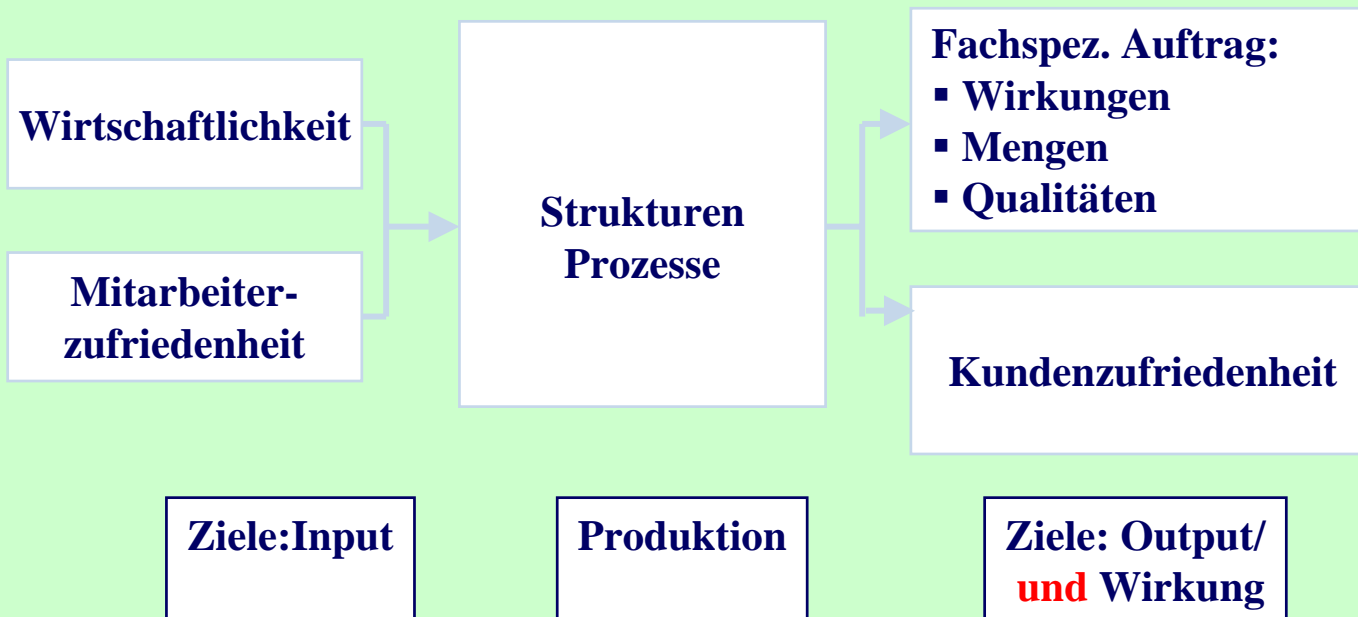 Wirtschaftlichkeit
Mitarbeiter-
zufriedenheit
Strukturen
Prozesse
Fachspez. Auftrag:
▪ Wirkungen
▪ Mengen
▪ Qualitäten
Kundenzufriedenheit
Ziele:Input
Produktion
Ziele: Output/
und Wirkung